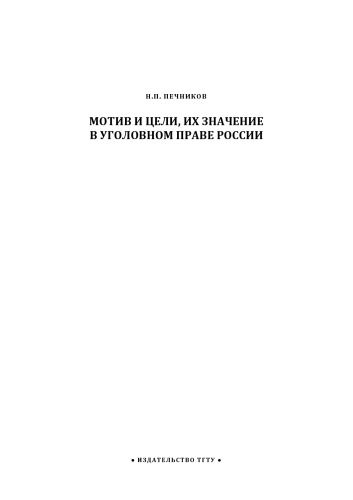 Н.П. ПЕЧНИКОВ
МОТИВ И ЦЕЛИ, ИХ ЗНАЧЕНИЕ
В УГОЛОВНОМ ПРАВЕ РОССИИ
● ИЗДАТЕЛЬСТВО ТГТУ ●